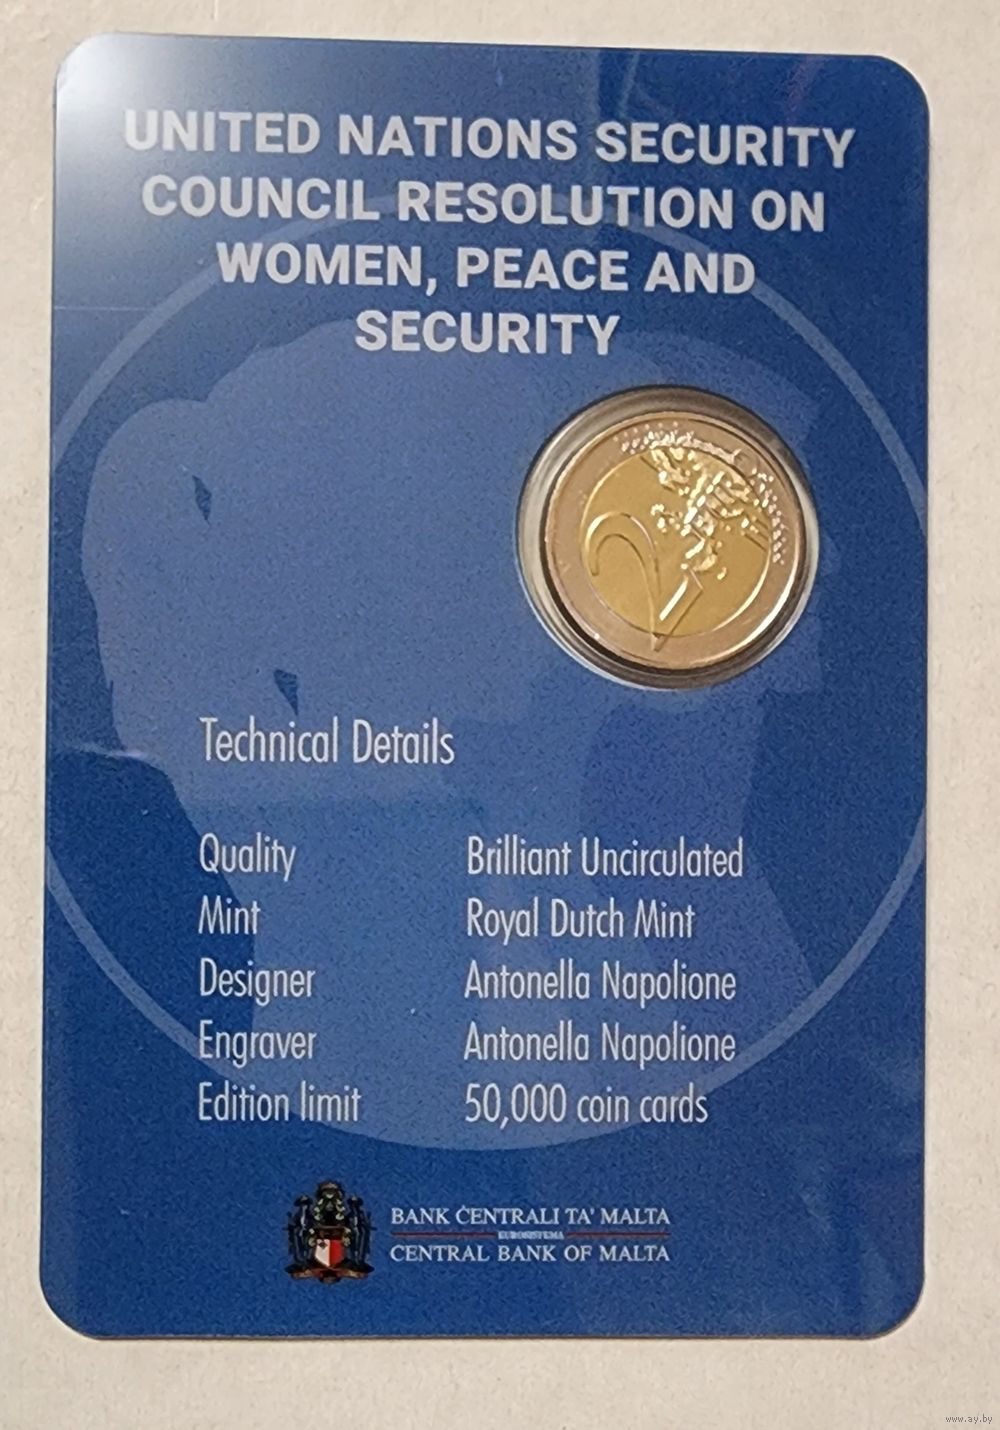 UNITED NATIONS SECURITY
COUNCIL RESOLUTION ON
WOMEN, PEACE AND
SECURITY
2
Technical Details
Quality Brilliant Uncirculated
Mint Royal Dutch Mint
Designer Antonella Napolione
Engraver Antonella Napolione
Edition limit 50,000 coin cards
BANK ĊENTRALI TA' MALTA
EUROSISTEMA
CENTRAL BANK OF MALTA
www.ay.by